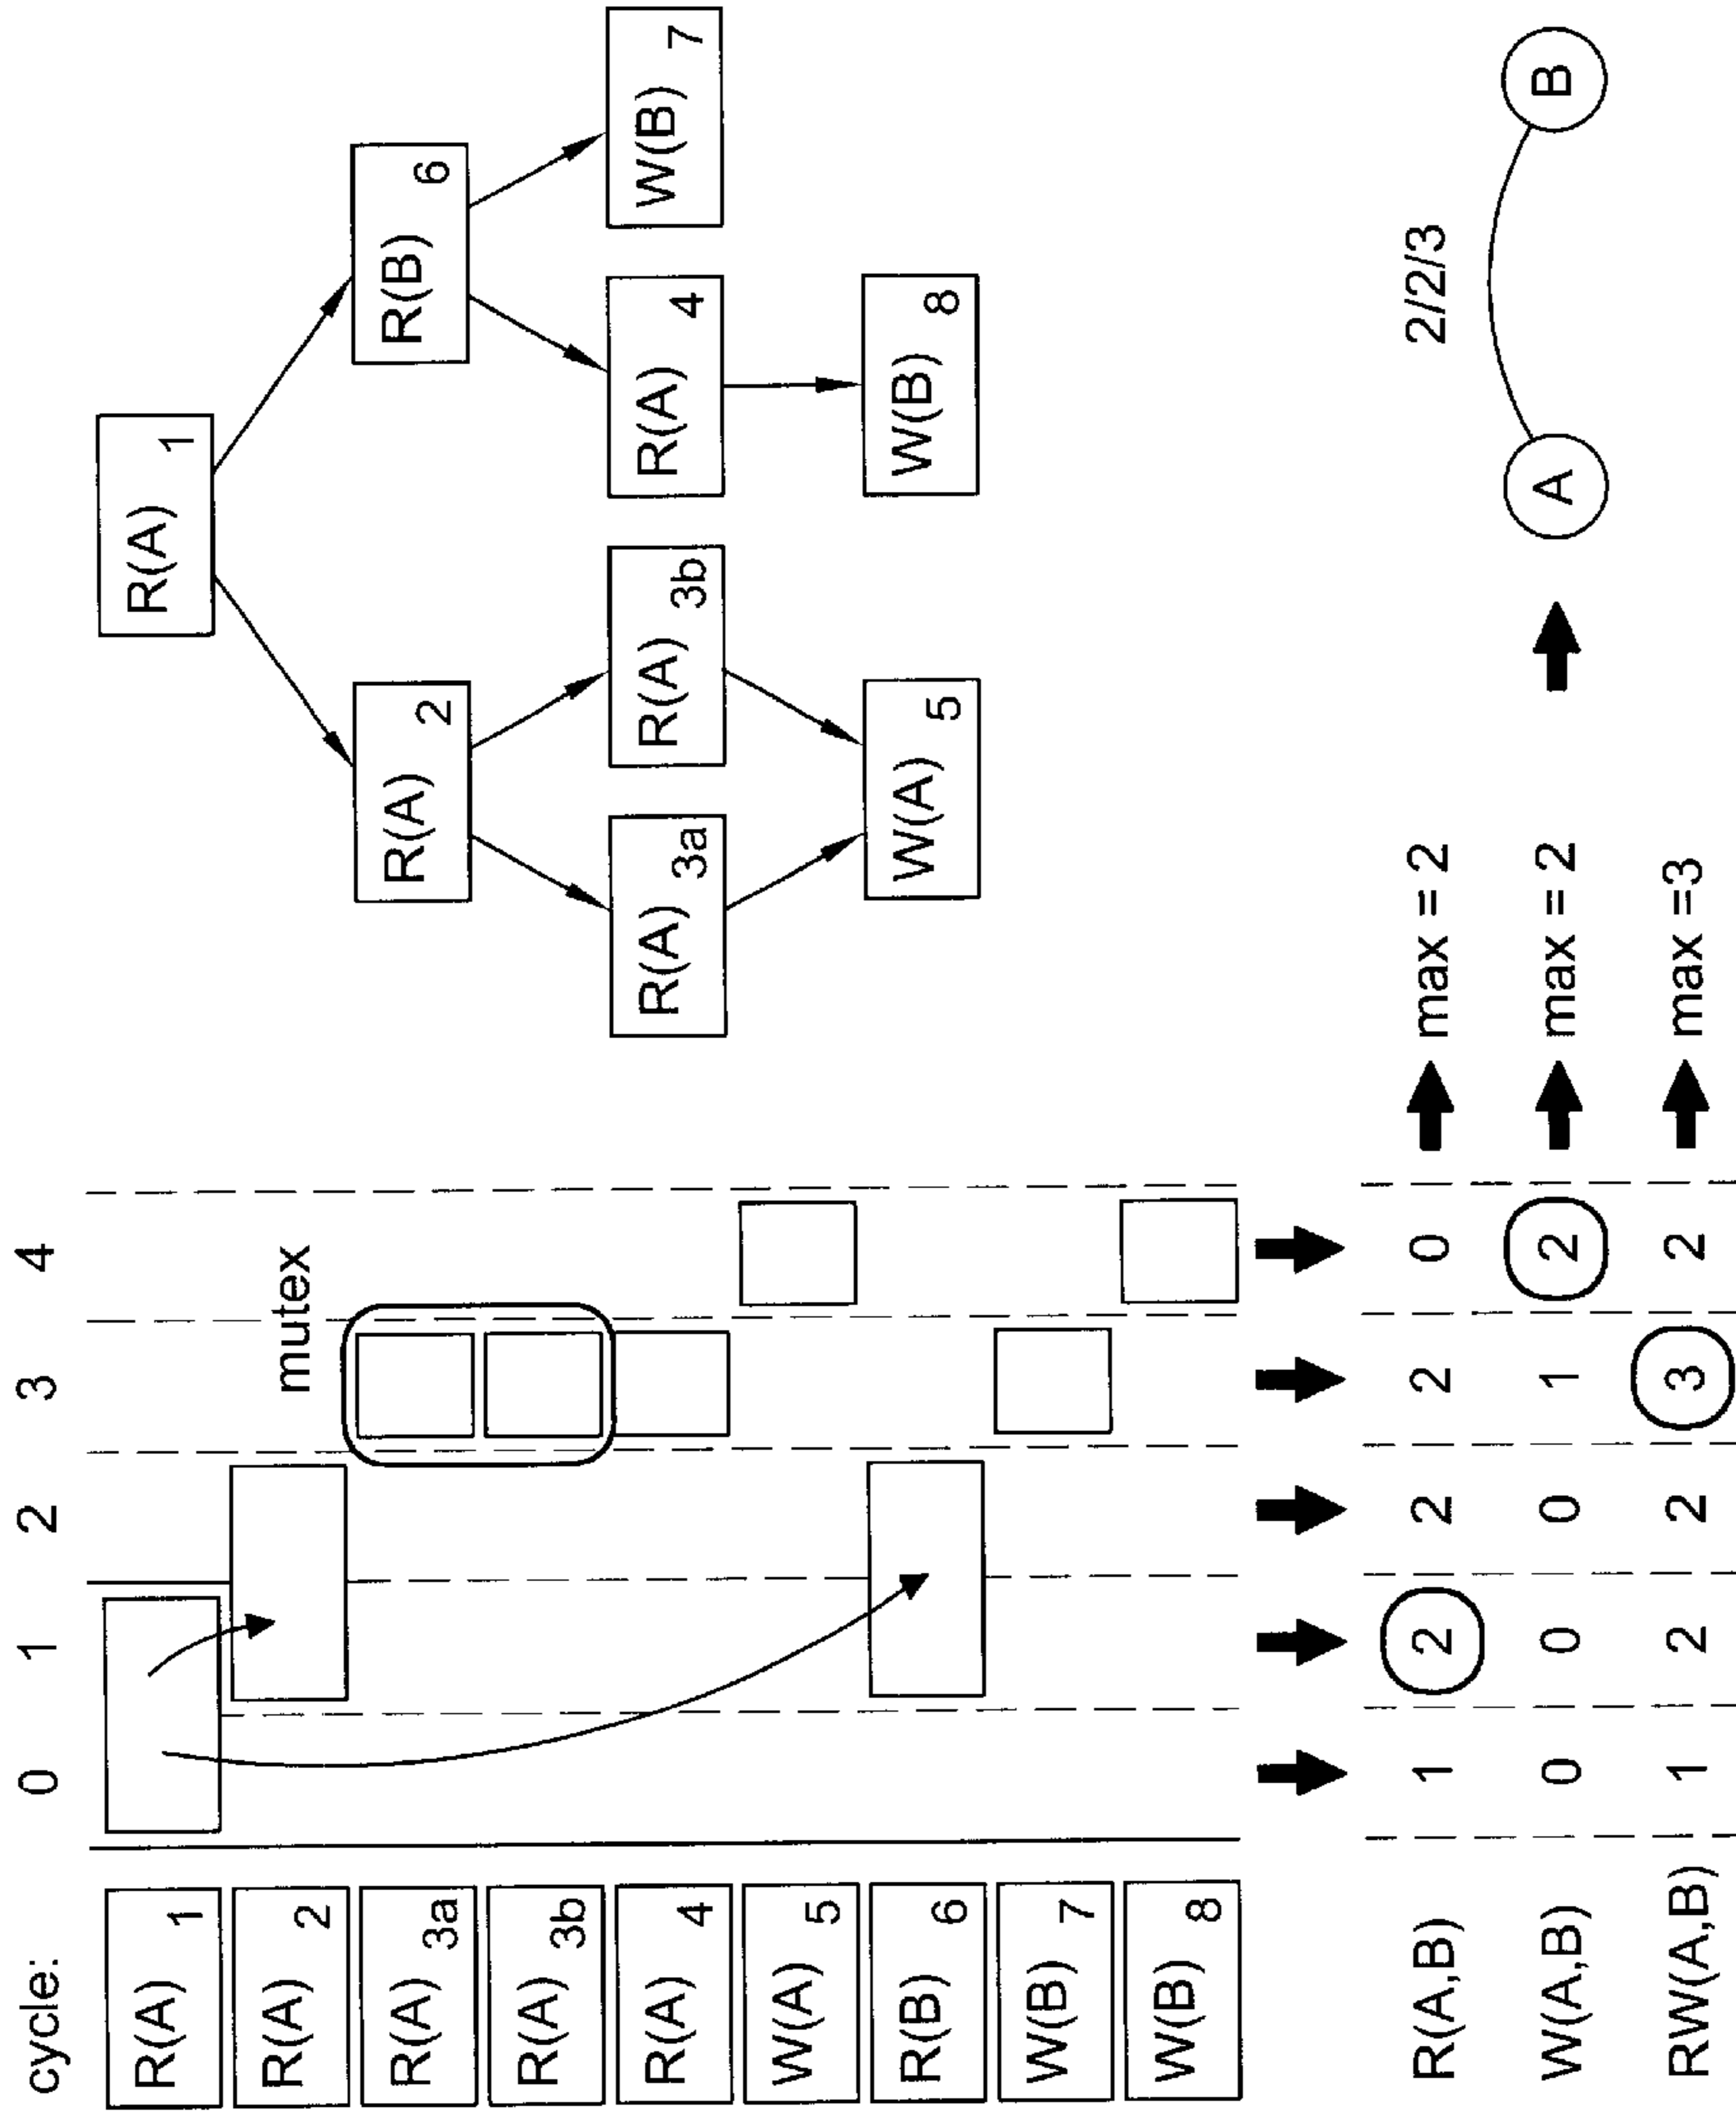 cycle: 0 1 2 3 4
R(A) 1
R(A) 2
mutex
R(A) 3a
R(A) 3b
R(A) 4
W(A) 5
R(B) 6
W(B) 7
W(B) 8
R(A,B) 1 2 2 2 0 max = 2
W(A,B) 0 0 0 1 2 max = 2
RW(A,B) 1 2 2 3 2 max =3
R(A) 1
R(A) 2
R(B) 6
R(A) 3a
R(A) 3b
R(A) 4
W(B) 7
W(A) 5
W(B) 8
2/2/3
A
B